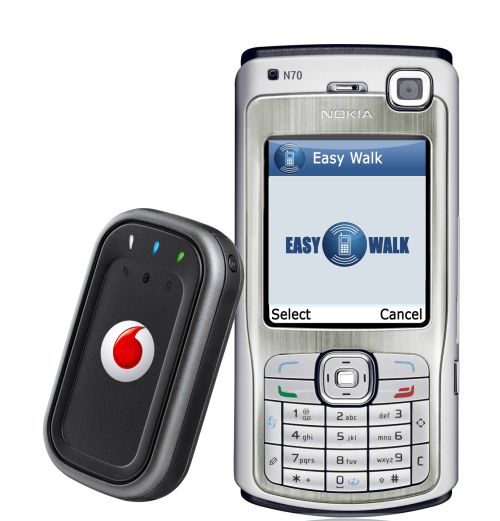 N70
NOKIA
Easy Walk
EASY WALK
Select Cancel
1 @
2 abc
def 3
4 ghi
5 jkl
mno 6
7 pqrs
8 tuv
wxyz 9
* +
0
#
C